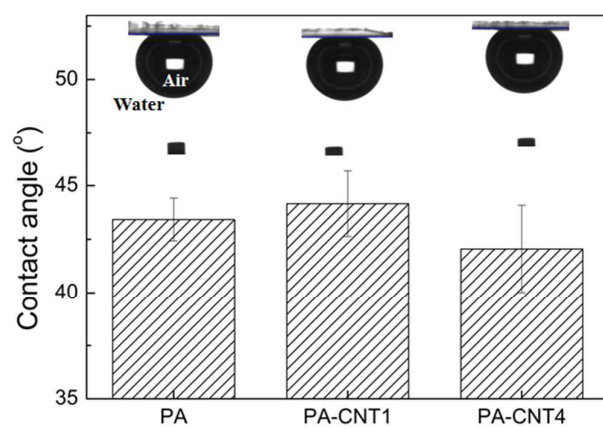 Contact angle (°)
50
45
40
35
Air
Water
PA
PA-CNT1
PA-CNT4